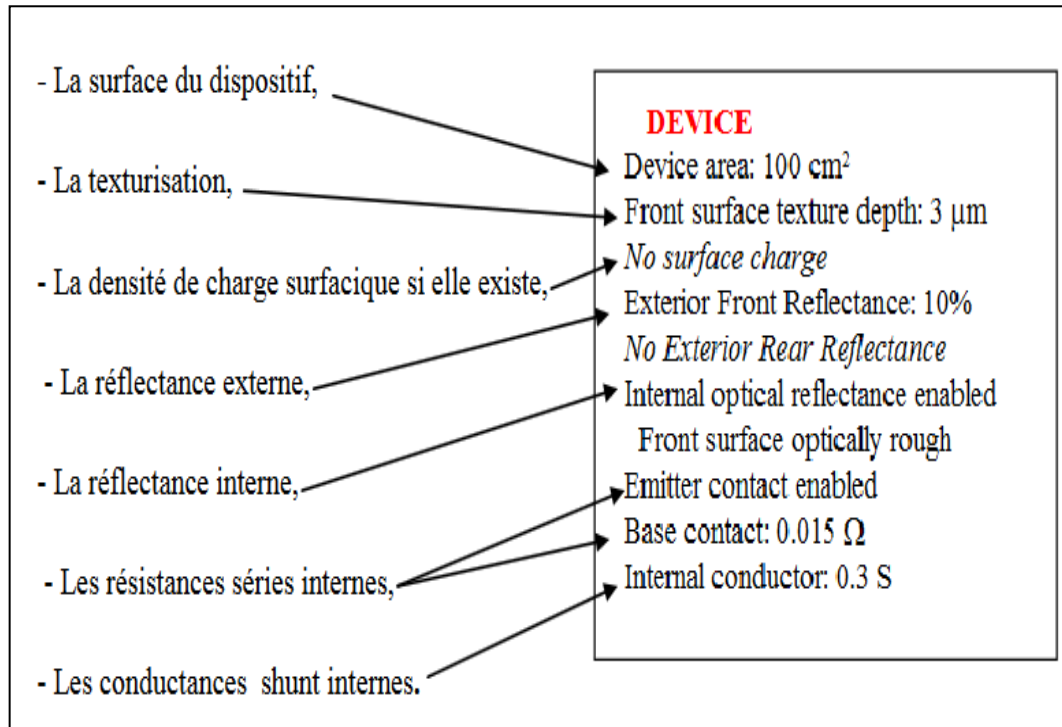 - La surface du dispositif,
- La texturisation,
- La densité de charge surfacique si elle existe,
- La réflectance externe,
- La réflectance interne,
- Les résistances séries internes,
- Les conductances shunt internes.
DEVICE
Device area: 100 cm²
Front surface texture depth: 3 µm
No surface charge
Exterior Front Reflectance: 10%
No Exterior Rear Reflectance
Internal optical reflectance enabled
Front surface optically rough
Emitter contact enabled
Base contact: 0.015 Ω
Internal conductor: 0.3 S